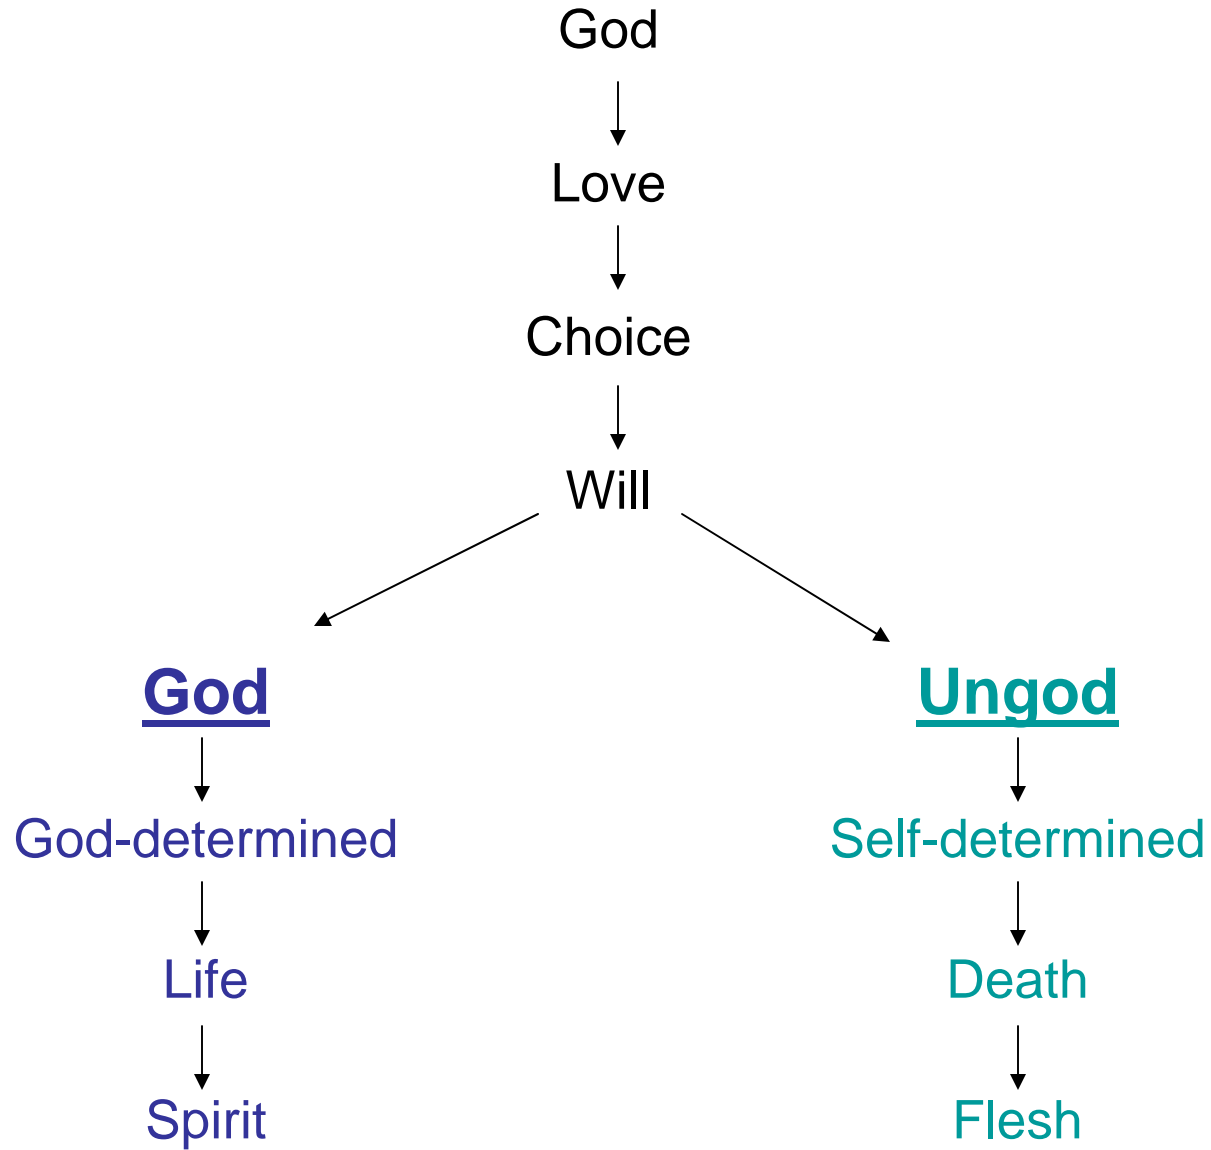 God
Love
Choice
Will
God
Ungod
God-determined
Self-determined
Life
Death
Spirit
Flesh